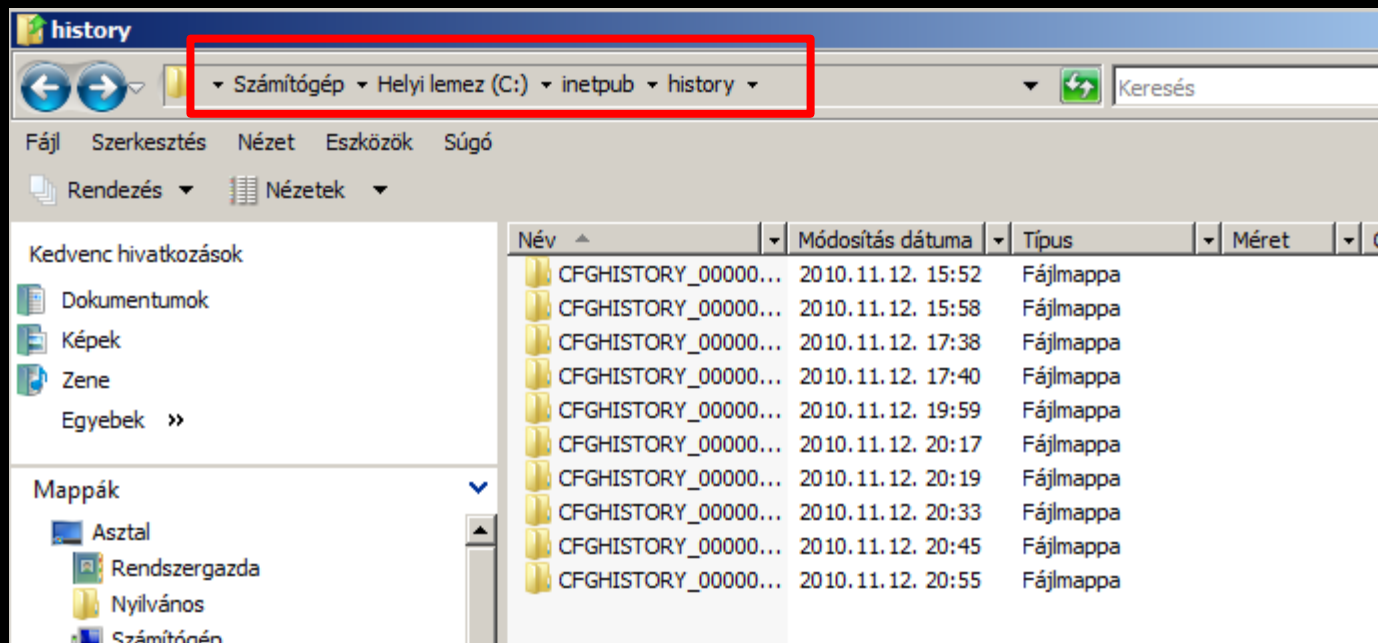 history
Számítógép Helyi lemez (C:) inetpub history
Keresés
Fájl Szerkesztés Nézet Eszközök Súgó
Rendezés Nézetek
Kedvenc hivatkozások
Dokumentumok
Képek
Zene
Egyebek »
Mappák
Asztal
Rendszergazda
Nyilvános
Számítógép
Név Módosítás dátuma Típus Méret
CFGHISTORY_00000... 2010.11.12. 15:52 Fájlmappa
CFGHISTORY_00000... 2010.11.12. 15:58 Fájlmappa
CFGHISTORY_00000... 2010.11.12. 17:38 Fájlmappa
CFGHISTORY_00000... 2010.11.12. 17:40 Fájlmappa
CFGHISTORY_00000... 2010.11.12. 19:59 Fájlmappa
CFGHISTORY_00000... 2010.11.12. 20:17 Fájlmappa
CFGHISTORY_00000... 2010.11.12. 20:19 Fájlmappa
CFGHISTORY_00000... 2010.11.12. 20:33 Fájlmappa
CFGHISTORY_00000... 2010.11.12. 20:45 Fájlmappa
CFGHISTORY_00000... 2010.11.12. 20:55 Fájlmappa